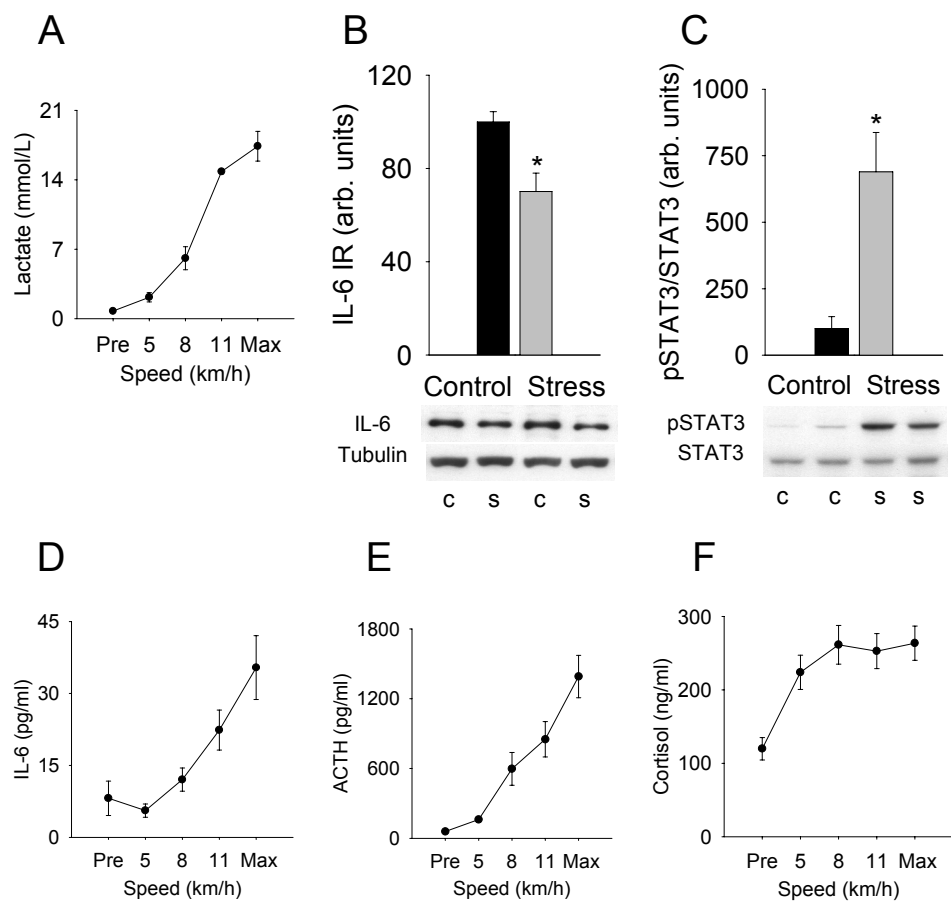 A
Lactate (mmol/L)
21
14
7
0
Pre 5 8 11 Max
Speed (km/h)
B
IL-6 IR (arb. units)
120
80
40
0
*
Control Stress
IL-6
Tubulin
c s c s
C
pSTAT3/STAT3 (arb. units)
1000
750
500
250
0
*
Control Stress
pSTAT3
STAT3
c c s s
D
IL-6 (pg/ml)
45
30
15
0
Pre 5 8 11 Max
Speed (km/h)
E
ACTH (pg/ml)
1800
1200
600
0
Pre 5 8 11 Max
Speed (km/h)
F
Cortisol (ng/ml)
300
200
100
0
Pre 5 8 11 Max
Speed (km/h)